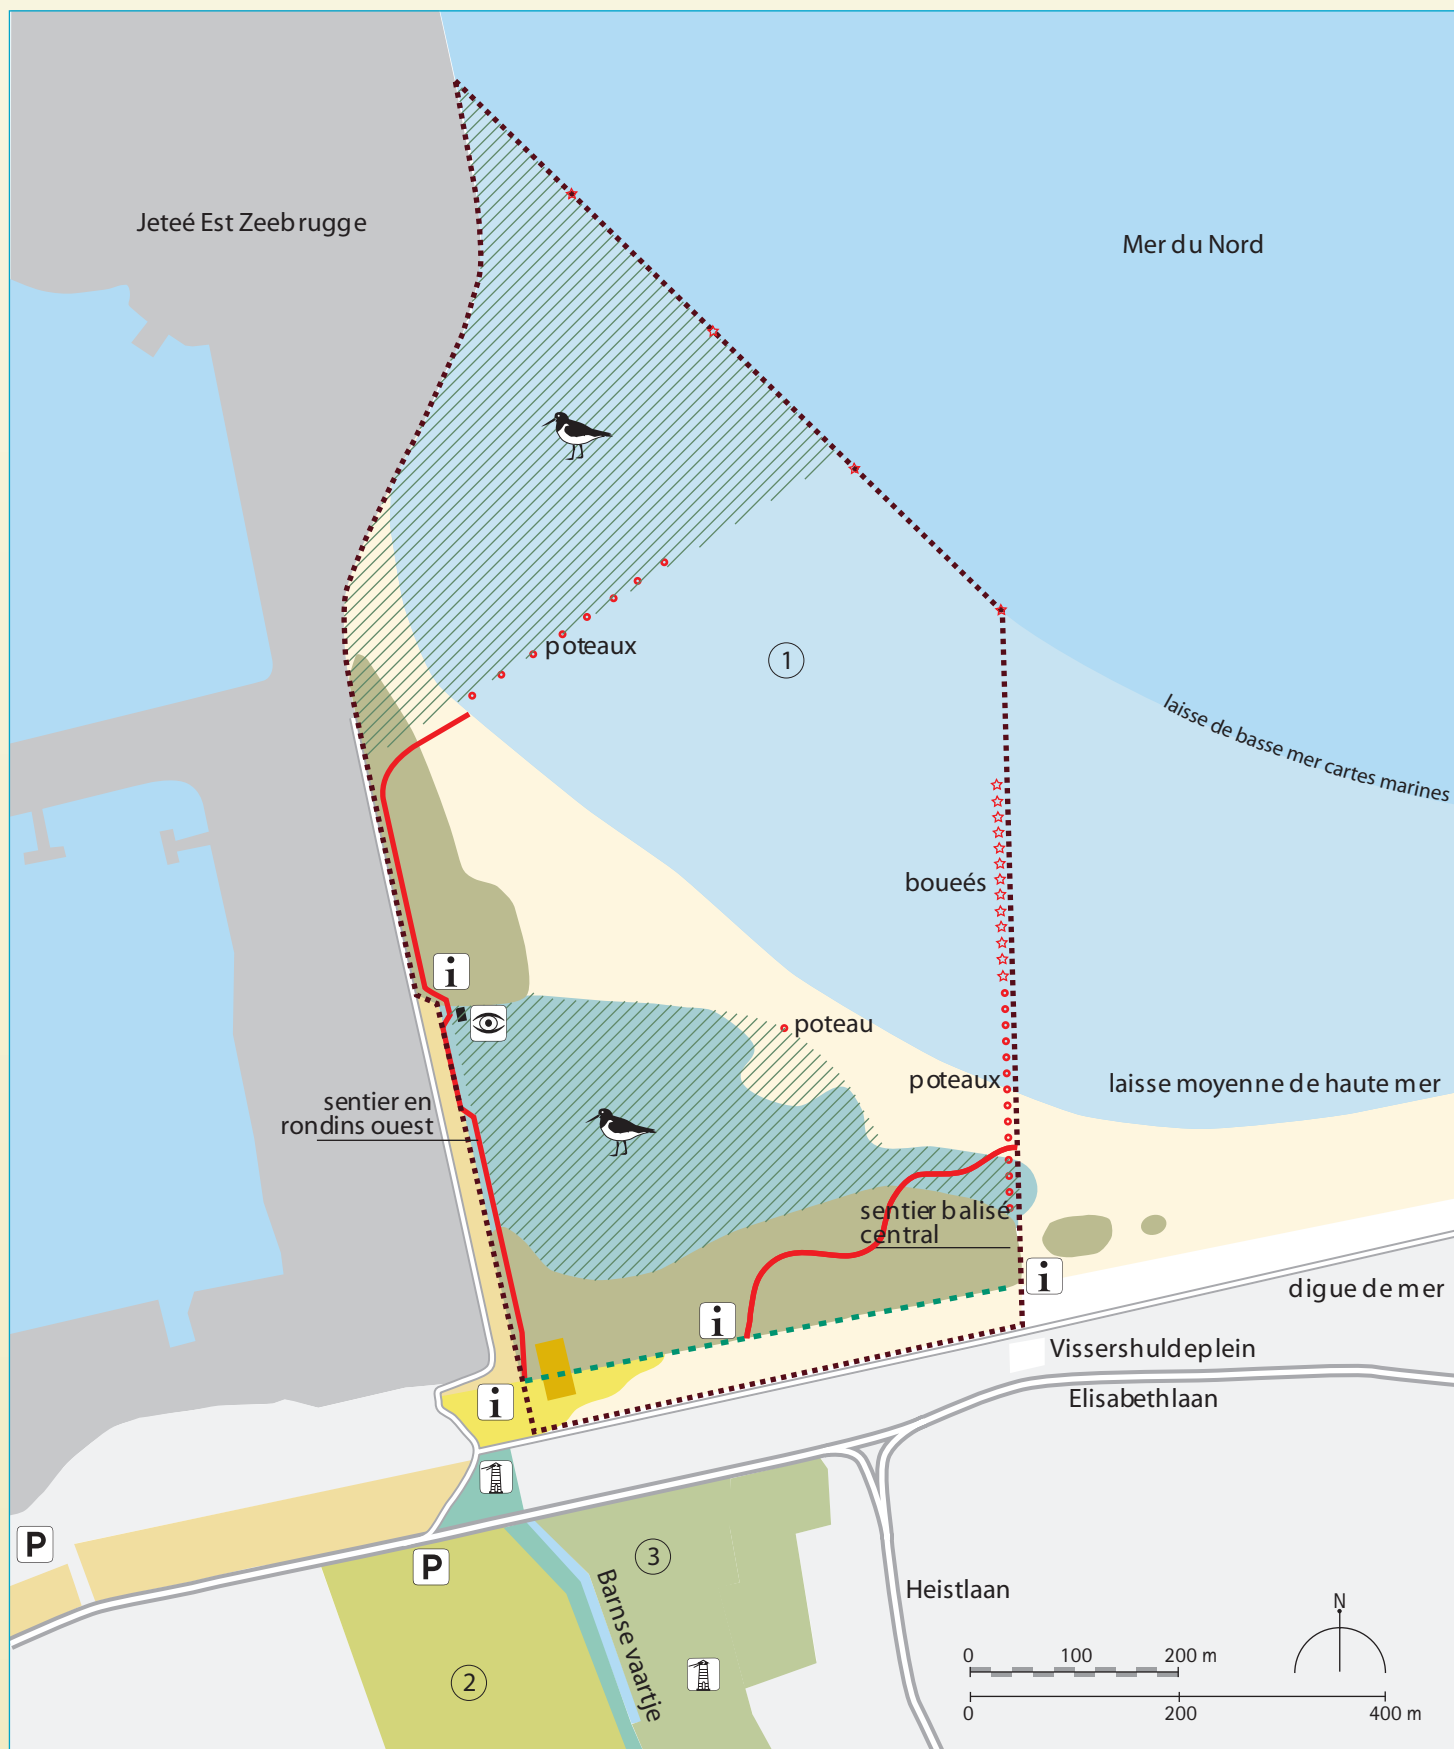 Jeteé Est Zeebrugge
Mer du Nord
poteaux
1
laisse de basse mer cartes marines
boueés
i
poteau
poteaux
laisse moyenne de haute mer
sentier en
rondins ouest
sentier balisé
central
i
digue de mer
i
Vissershuldeplein
Elisabethlaan
i
P
P
3
Barnse vaartje
Heistlaan
2
N
0 100 200 m
0 200 400 m